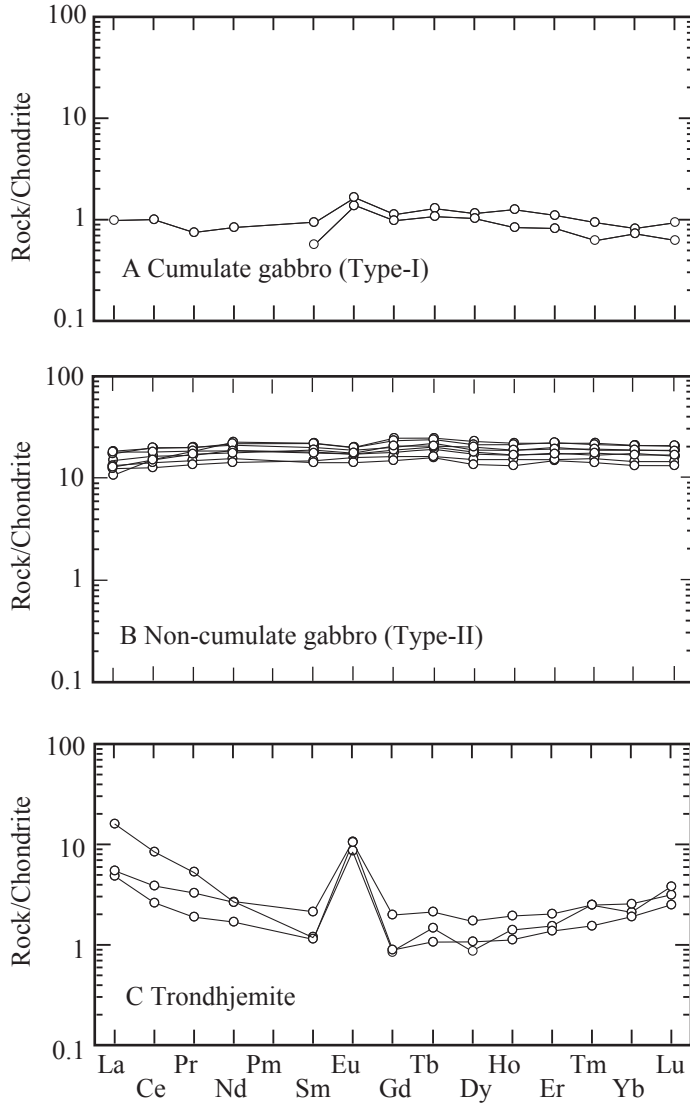 100
10
1
0.1
Rock/Chondrite
A Cumulate gabbro (Type-I)
100
10
1
0.1
Rock/Chondrite
B Non-cumulate gabbro (Type-II)
100
10
1
0.1
Rock/Chondrite
C Trondhjemite
La Pr Pm Eu Tb Ho Tm Lu
Ce Nd Sm Gd Dy Er Yb